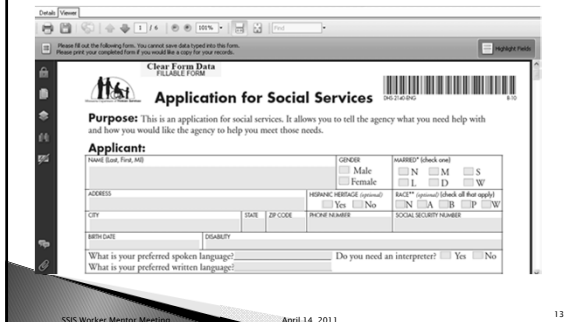 Details Viewer
1 / 6 101% Find
Please fill out the following form. You cannot save data typed into this form.
Please print your completed form if you would like a copy for your records.
Highlight Fields
Clear Form Data
FILLABLE FORM
Application for Social Services
DHS-2140-ENG 8-10
Purpose: This is an application for social services. It allows you to tell the agency what you need help with
and how you would like the agency to help you meet those needs.
Applicant:
NAME (Last, First, MI) GENDER MARRIED* (check one)
Male N M S
Female L D W
ADDRESS HISPANIC HERITAGE (optional) RACE** (optional) (check all that apply)
Yes No N A B P W
CITY STATE ZIP CODE PHONE NUMBER SOCIAL SECURITY NUMBER
BIRTH DATE DISABILITY
What is your preferred spoken language? Do you need an interpreter? Yes No
What is your preferred written language?
SSIS Worker Mentor Meeting April 14, 2011 13